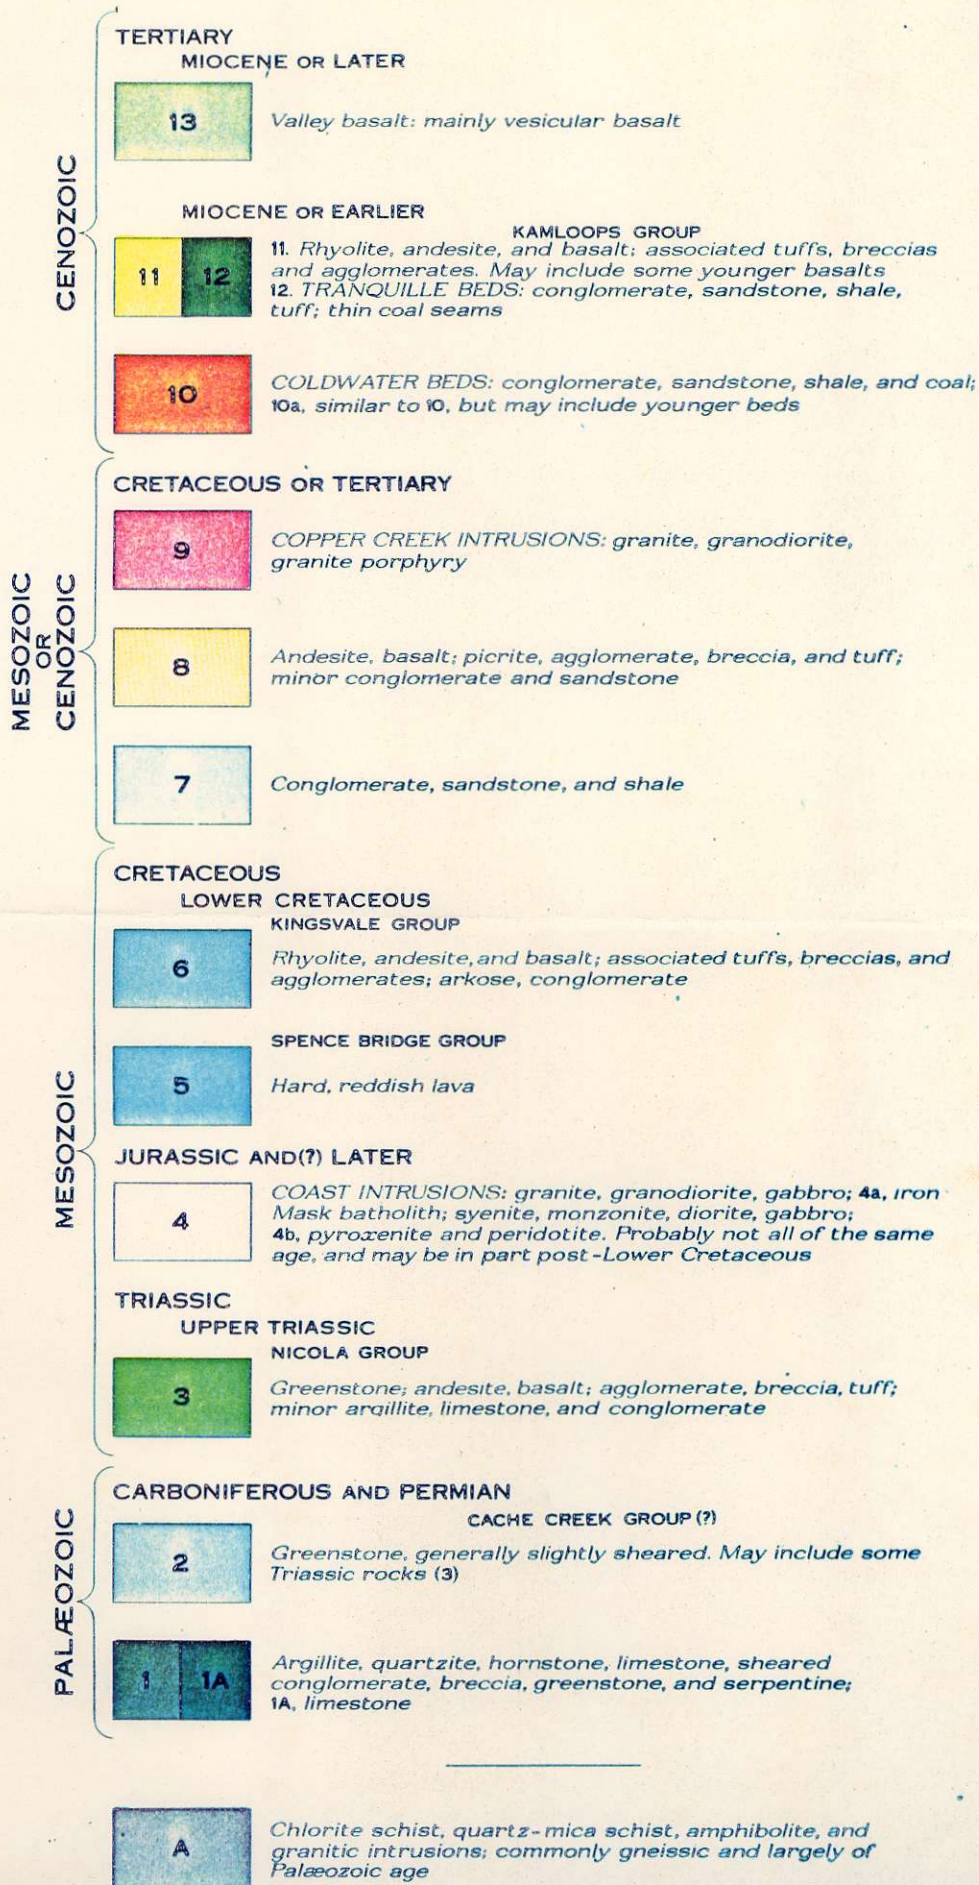 CENOZOIC
TERTIARY
MIOCENE OR LATER
13
Valley basalt: mainly vesicular basalt
MIOCENE OR EARLIER
KAMLOOPS GROUP
11 12
11. Rhyolite, andesite, and basalt; associated tuffs, breccias
and agglomerates. May include some younger basalts
12. TRANQUILLE BEDS: conglomerate, sandstone, shale,
tuff; thin coal seams
10
COLDWATER BEDS: conglomerate, sandstone, shale, and coal;
10a, similar to 10, but may include younger beds
MESOZOIC
OR
CENOZOIC
CRETACEOUS OR TERTIARY
9
COPPER CREEK INTRUSIONS: granite, granodiorite,
granite porphyry
8
Andesite, basalt; picrite, agglomerate, breccia, and tuff;
minor conglomerate and sandstone
7
Conglomerate, sandstone, and shale
MESOZOIC
CRETACEOUS
LOWER CRETACEOUS
KINGSVALE GROUP
6
Rhyolite, andesite, and basalt; associated tuffs, breccias, and
agglomerates; arkose, conglomerate
SPENCE BRIDGE GROUP
5
Hard, reddish lava
JURASSIC AND(?) LATER
4
COAST INTRUSIONS: granite, granodiorite, gabbro; 4a, Iron
Mask batholith; syenite, monzonite, diorite, gabbro;
4b, pyroxenite and peridotite. Probably not all of the same
age, and may be in part post-Lower Cretaceous
TRIASSIC
UPPER TRIASSIC
NICOLA GROUP
3
Greenstone; andesite, basalt; agglomerate, breccia, tuff;
minor argillite, limestone, and conglomerate
PALÆOZOIC
CARBONIFEROUS AND PERMIAN
CACHE CREEK GROUP (?)
2
Greenstone, generally slightly sheared. May include some
Triassic rocks (3)
1 1A
Argillite, quartzite, hornstone, limestone, sheared
conglomerate, breccia, greenstone, and serpentine;
1A, limestone
A
Chlorite schist, quartz-mica schist, amphibolite, and
granitic intrusions; commonly gneissic and largely of
Palæozoic age